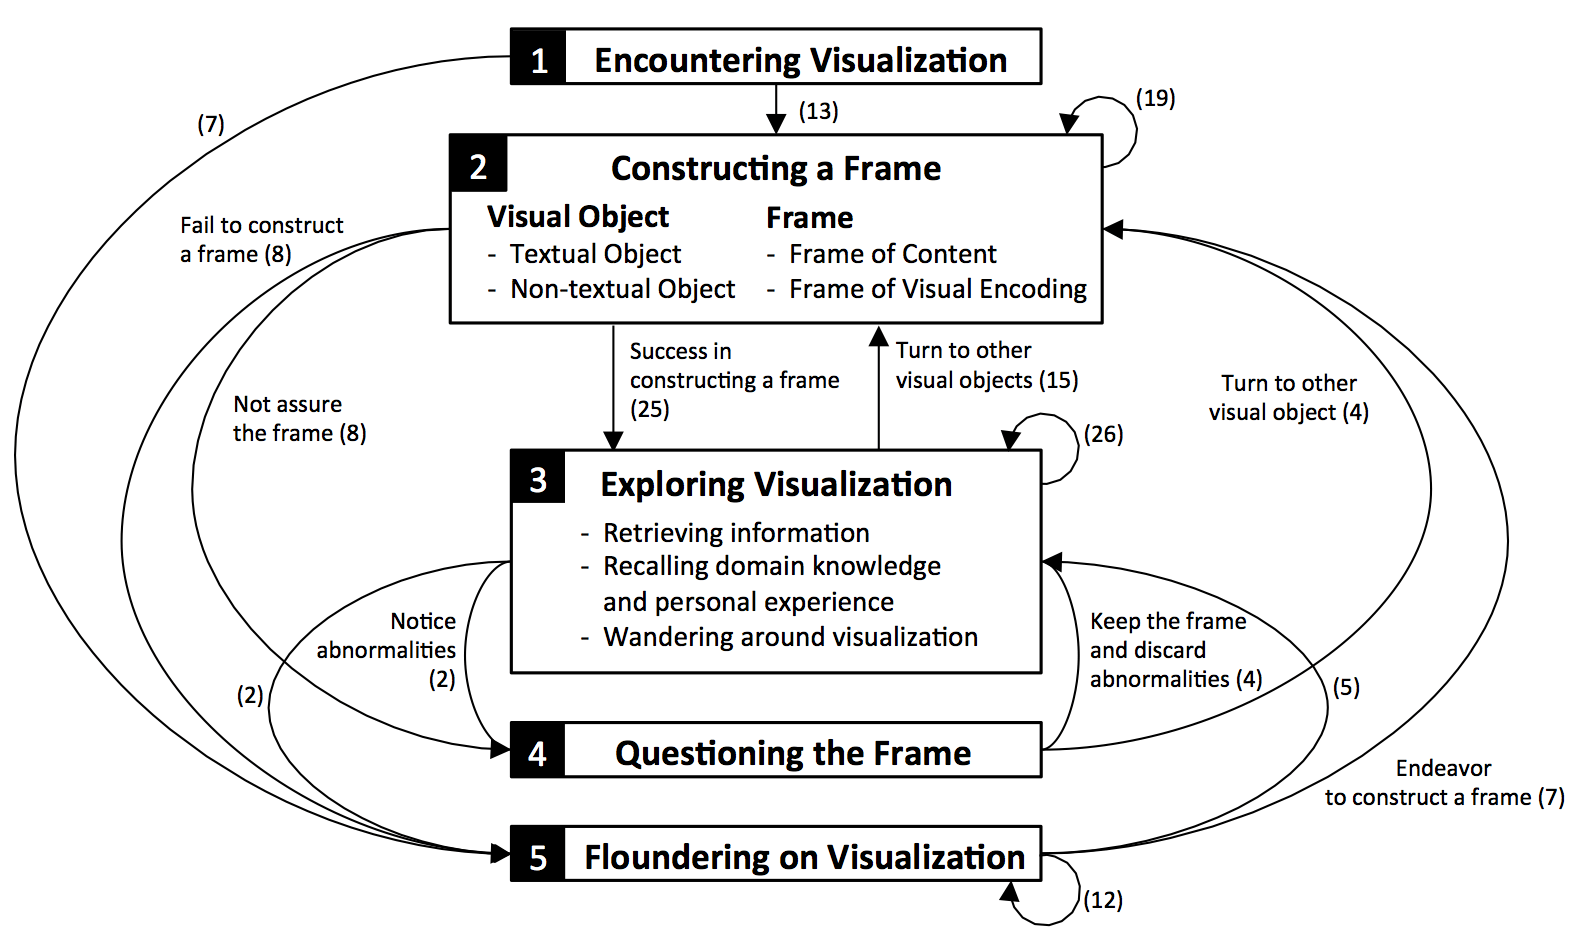 1 Encountering Visualization
(13)
(19)
(7)
2 Constructing a Frame
Visual Object
- Textual Object
- Non-textual Object
Frame
- Frame of Content
- Frame of Visual Encoding
Fail to construct
a frame (8)
Not assure
the frame (8)
Success in
constructing a frame
(25)
Turn to other
visual objects (15)
Turn to other
visual object (4)
(26)
3 Exploring Visualization
- Retrieving information
- Recalling domain knowledge
and personal experience
- Wandering around visualization
Notice
abnormalities
(2)
(2)
Keep the frame
and discard
abnormalities (4)
(5)
4 Questioning the Frame
Endeavor
to construct a frame (7)
5 Floundering on Visualization
(12)